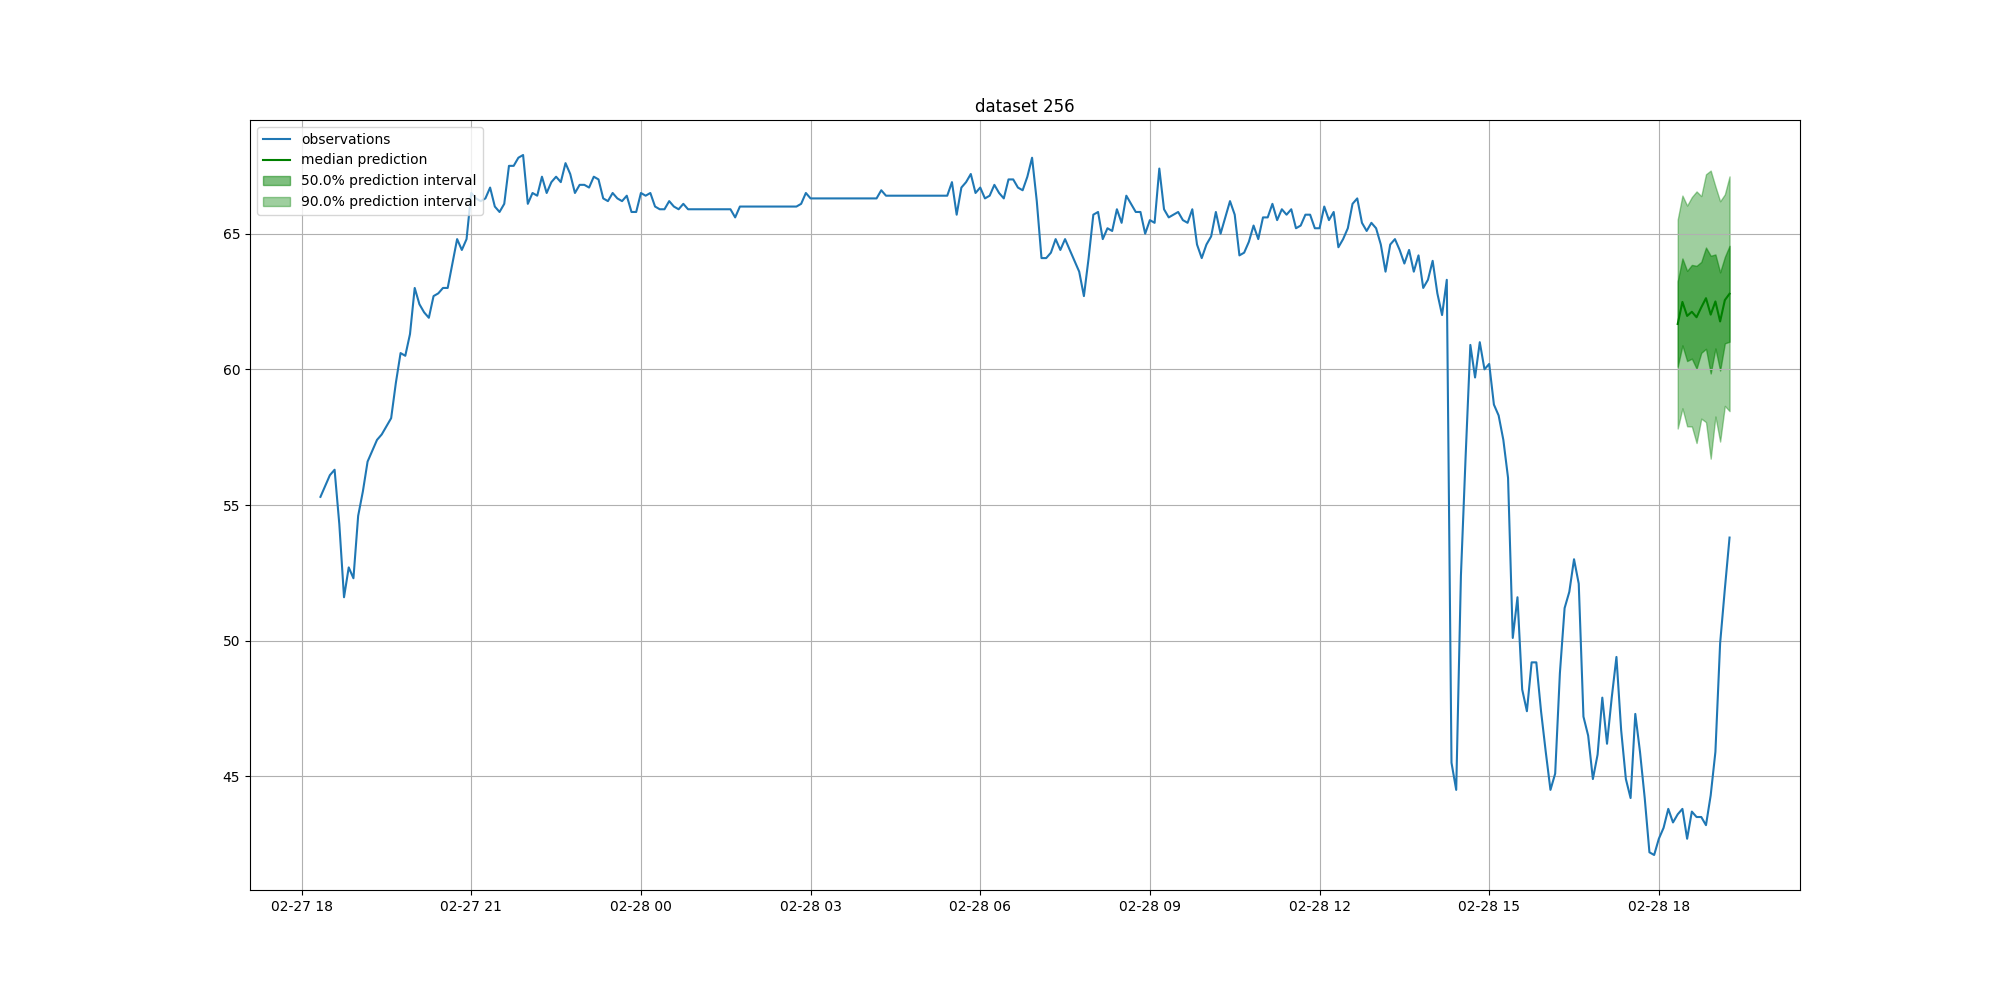 dataset 256
observations
median prediction
50.0% prediction interval
90.0% prediction interval
65
60
55
50
45
02-27 18
02-27 21
02-28 00
02-28 03
02-28 06
02-28 09
02-28 12
02-28 15
02-28 18